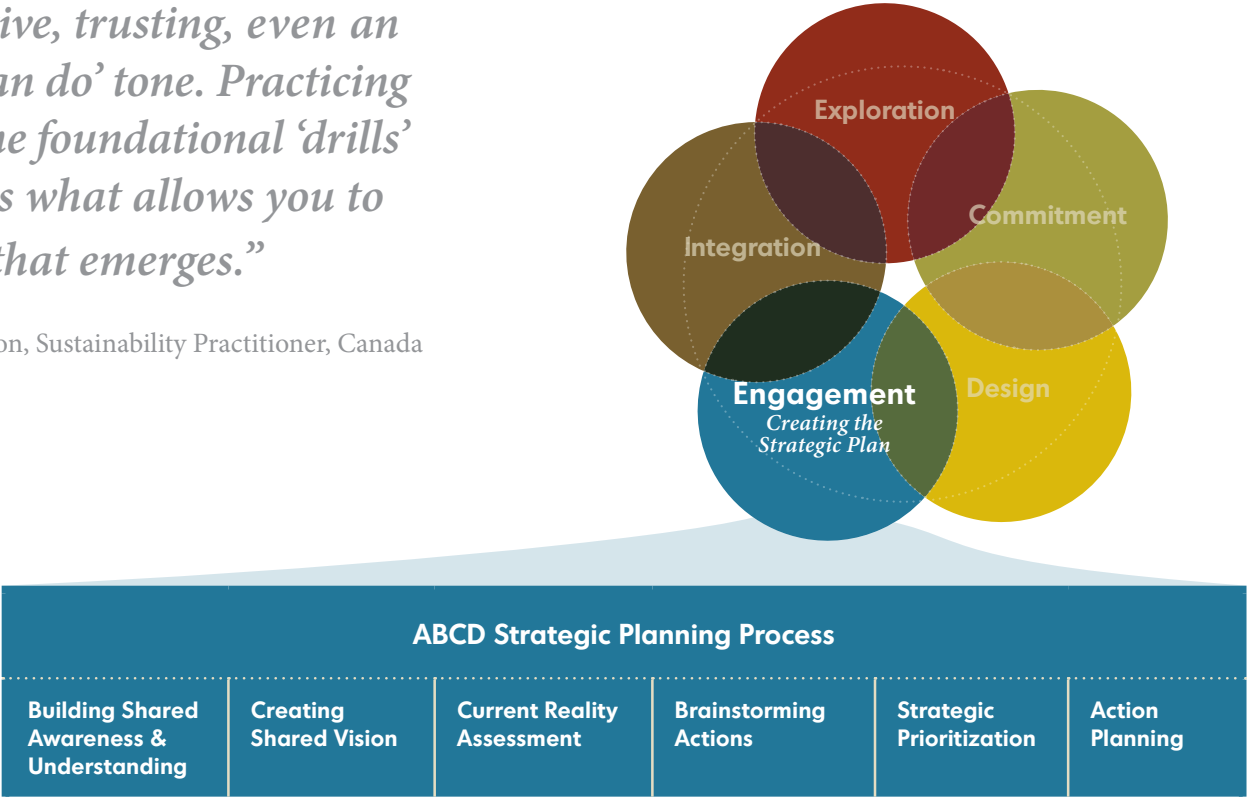 ive, trusting, even an
an do’ tone. Practicing
he foundational ‘drills’
s what allows you to
that emerges.”
on, Sustainability Practitioner, Canada
Exploration
Commitment
Integration
Design
Engagement
Creating the
Strategic Plan
ABCD Strategic Planning Process
Building Shared
Awareness &
Understanding
Creating
Shared Vision
Current Reality
Assessment
Brainstorming
Actions
Strategic
Prioritization
Action
Planning